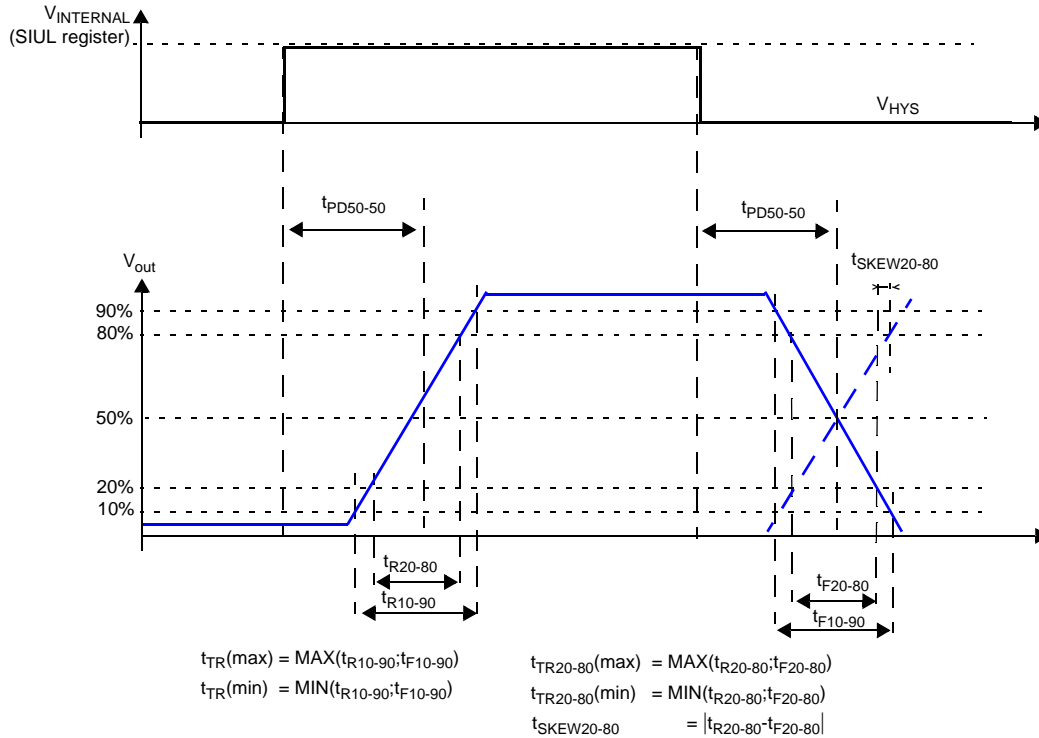 VINTERNAL
(SIUL register)
VHYS
tPD50-50
tPD50-50
tSKEW20-80
Vout
90%
80%
50%
20%
10%
tR20-80
tR10-90
tF20-80
tF10-90
tTR(max) = MAX(tR10-90;tF10-90)
tTR(min) = MIN(tR10-90;tF10-90)
tTR20-80(max) = MAX(tR20-80;tF20-80)
tTR20-80(min) = MIN(tR20-80;tF20-80)
tSKEW20-80 = |tR20-80-tF20-80|